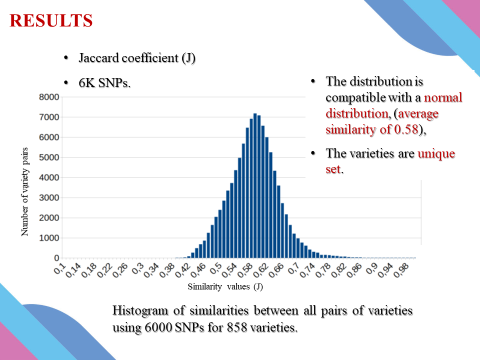 RESULTS
• Jaccard coefficient (J)
• 6K SNPs.
• The distribution is
compatible with a normal
distribution, (average
similarity of 0.58),
• The varieties are unique
set.
Number of variety pairs
8000
7000
6000
5000
4000
3000
2000
1000
0
0,1 0,14 0,18 0,22 0,26 0,3 0,34 0,38 0,42 0,46 0,5 0,54 0,58 0,62 0,66 0,7 0,74 0,78 0,82 0,86 0,9 0,94 0,98
Similarity values (J)
Histogram of similarities between all pairs of varieties
using 6000 SNPs for 858 varieties.